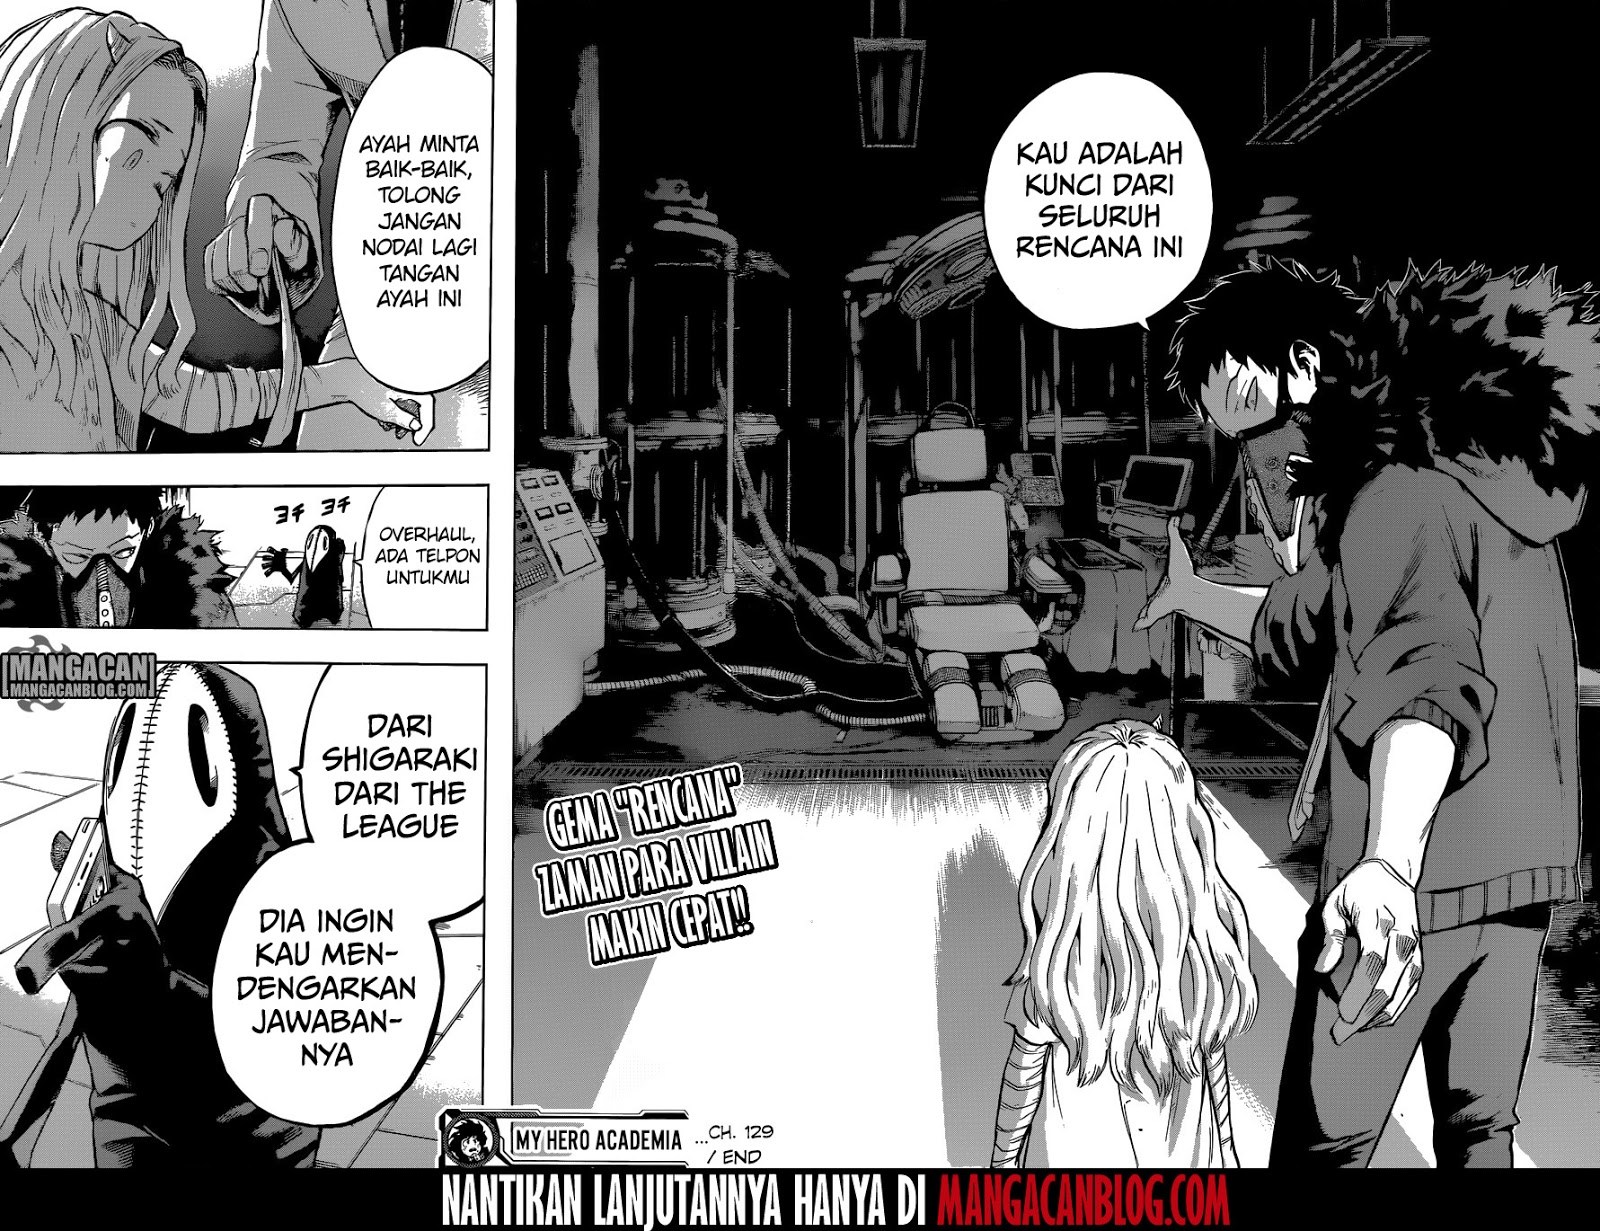 KAU ADALAH
KUNCI DARI
SELURUH
RENCANA INI
GEMA "RENCANA"
ZAMAN PARA VILLAIN
MAKIN CEPAT!!
AYAH MINTA
BAIK-BAIK,
TOLONG
JANGAN
NODAI LAGI
TANGAN
AYAH INI
ヨチ ヨチ
OVERHAUL,
ADA TELPON
UNTUKMU
[MANGACAN]
MANGACANBLOG.COM
DARI
SHIGARAKI
DARI THE
LEAGUE
DIA INGIN
KAU MEN-
DENGARKAN
JAWABAN-
NYA
MY HERO ACADEMIA ...CH. 129
/ END
NANTIKAN LANJUTANNYA HANYA DI MANGACANBLOG.COM